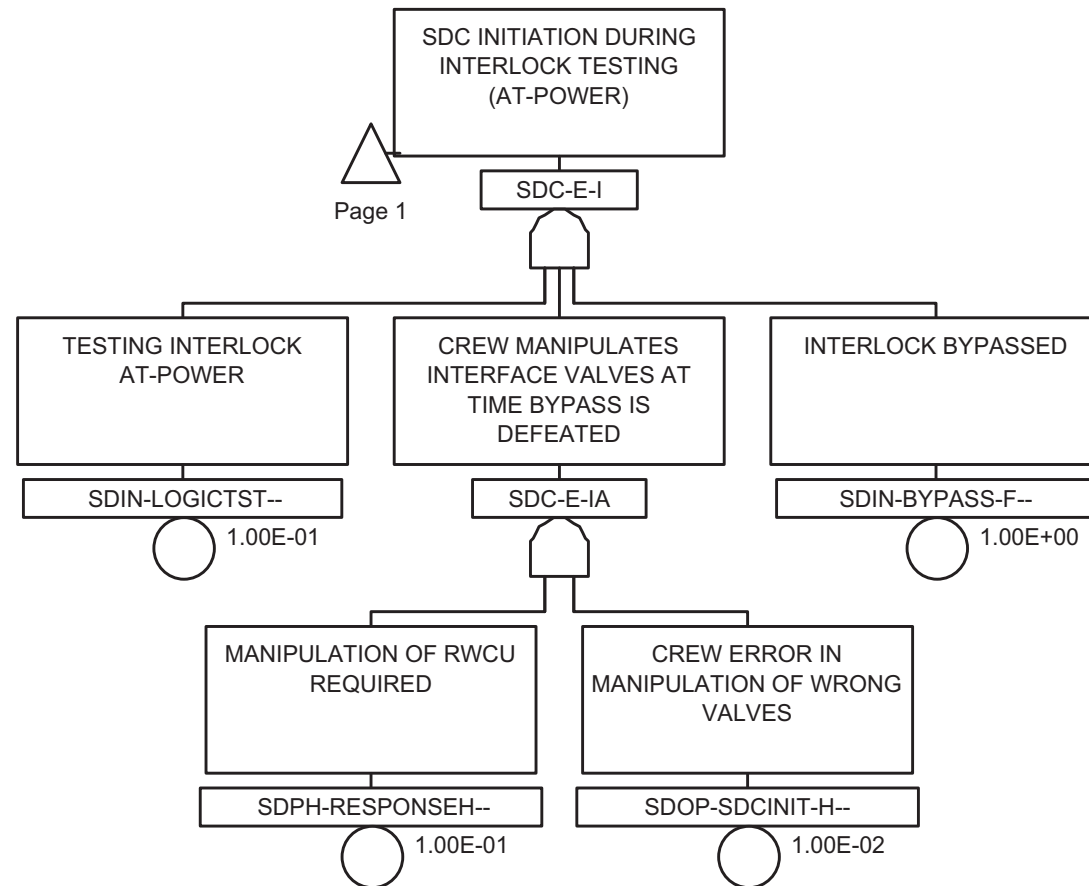 SDC INITIATION DURING
INTERLOCK TESTING
(AT-POWER)
Page 1
SDC-E-I
TESTING INTERLOCK
AT-POWER
SDIN-LOGICTST--
1.00E-01
CREW MANIPULATES
INTERFACE VALVES AT
TIME BYPASS IS
DEFEATED
SDC-E-IA
INTERLOCK BYPASSED
SDIN-BYPASS-F--
1.00E+00
MANIPULATION OF RWCU
REQUIRED
SDPH-RESPONSEH--
1.00E-01
CREW ERROR IN
MANIPULATION OF WRONG
VALVES
SDOP-SDCINIT-H--
1.00E-02